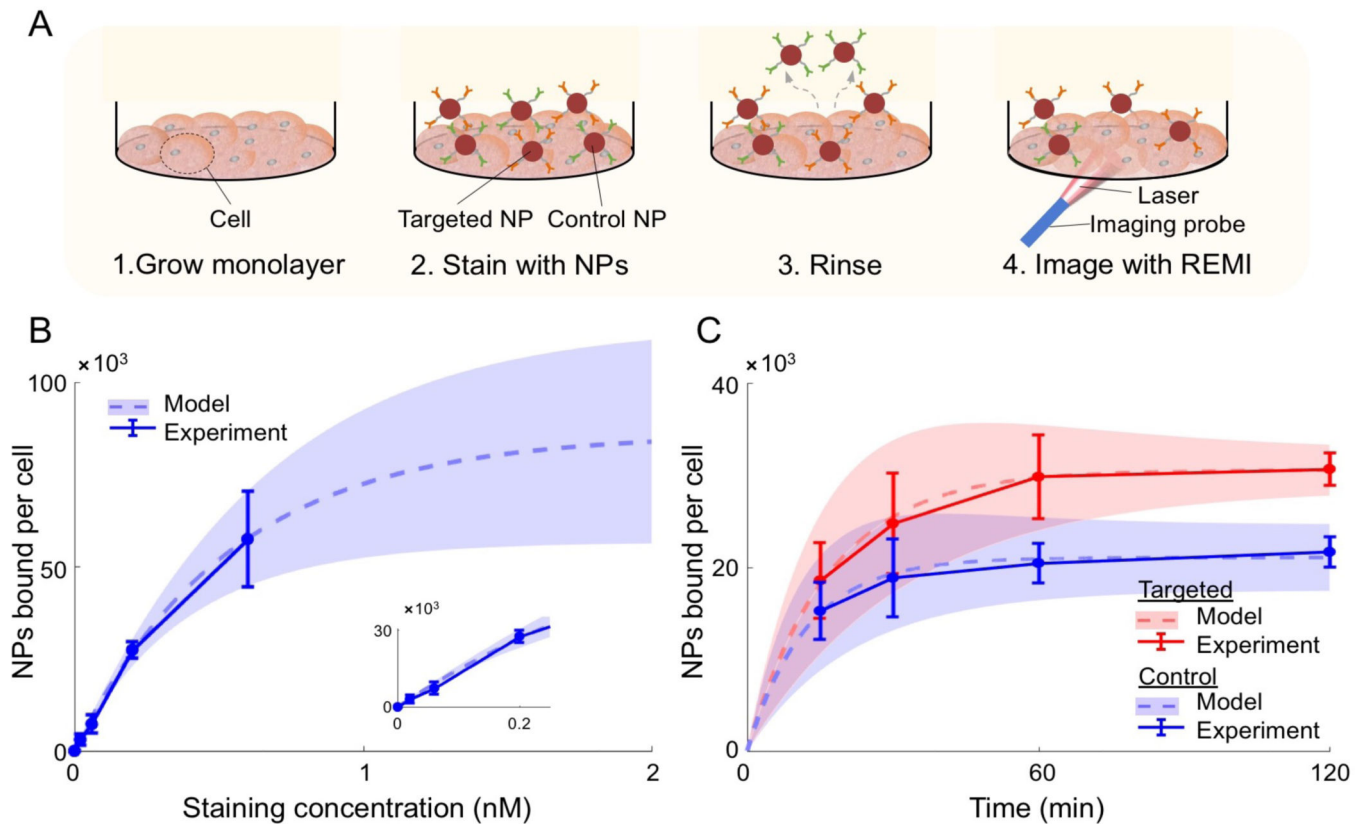 A
Cell
Targeted NP
Control NP
Laser
Imaging probe
1.Grow monolayer
2. Stain with NPs
3. Rinse
4. Image with REMI
B
× 10³
100
50
0
NPs bound per cell
Model
Experiment
× 10³
30
0
0
0.2
0
1
2
Staining concentration (nM)
C
× 10³
40
20
0
NPs bound per cell
Targeted
Model
Experiment
Control
Model
Experiment
0
60
120
Time (min)